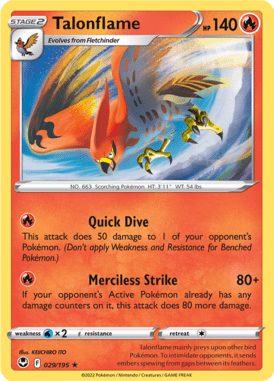 STAGE 2 Talonflame HP 140
Evolves from Fletchinder
NO. 663 Scorching Pokémon HT: 3'11" WT: 54 lbs.
Quick Dive
This attack does 50 damage to 1 of your opponent's
Pokémon. (Don't apply Weakness and Resistance for Benched
Pokémon.)
Merciless Strike 80+
If your opponent's Active Pokémon already has any
damage counters on it, this attack does 80 more damage.
weakness ×2 resistance retreat
Illus. KEIICHIRO ITO
F 029/195 ★
Talonflame mainly preys upon other bird
Pokémon. To intimidate opponents, it sends
embers spewing from gaps between its feathers.
©2022 Pokémon / Nintendo / Creatures / GAME FREAK